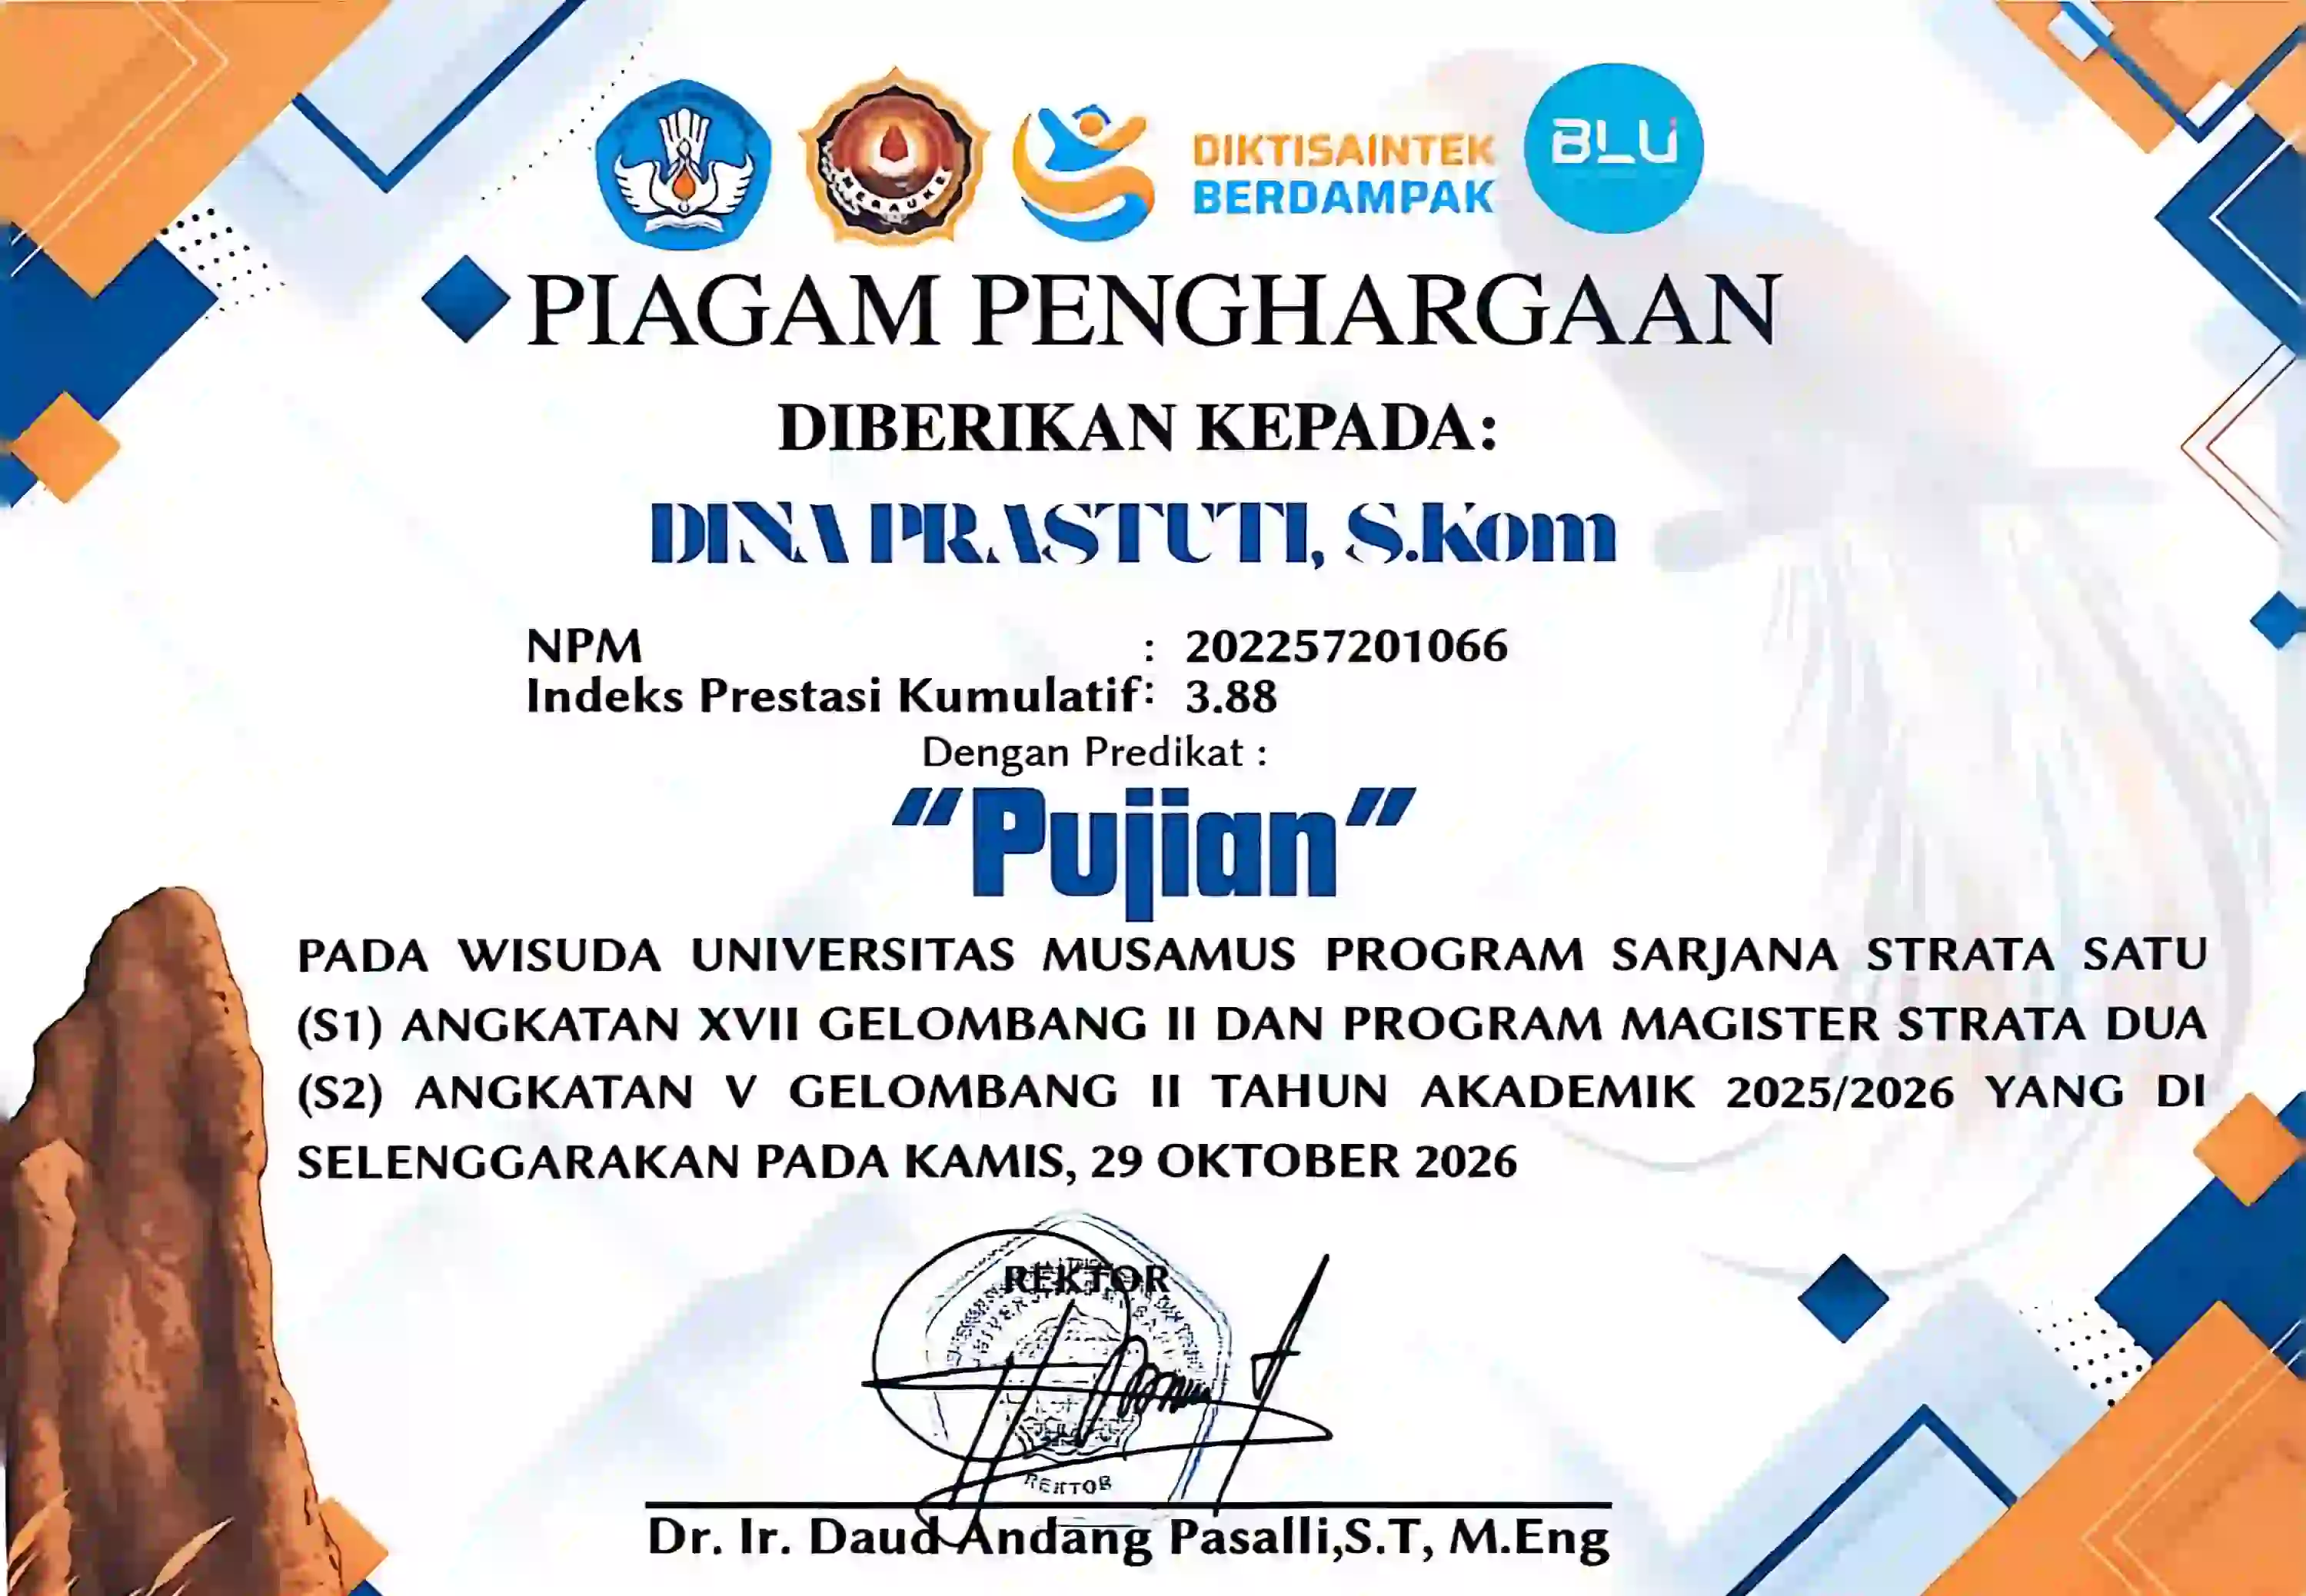 MERAUKE
DIKTISAINTEK
BERDAMPAK
BLU
PIAGAM PENGHARGAAN
DIBERIKAN KEPADA:
DINA PRASTUTI, S.Kom
NPM : 202257201066
Indeks Prestasi Kumulatif: 3.88
Dengan Predikat :
"Pujian"
PADA WISUDA UNIVERSITAS MUSAMUS PROGRAM SARJANA STRATA SATU
(S1) ANGKATAN XVII GELOMBANG II DAN PROGRAM MAGISTER STRATA DUA
(S2) ANGKATAN V GELOMBANG II TAHUN AKADEMIK 2025/2026 YANG DI
SELENGGARAKAN PADA KAMIS, 29 OKTOBER 2026
REKTOR
REKTOR
Dr. Ir. Daud Andang Pasalli,S.T, M.Eng